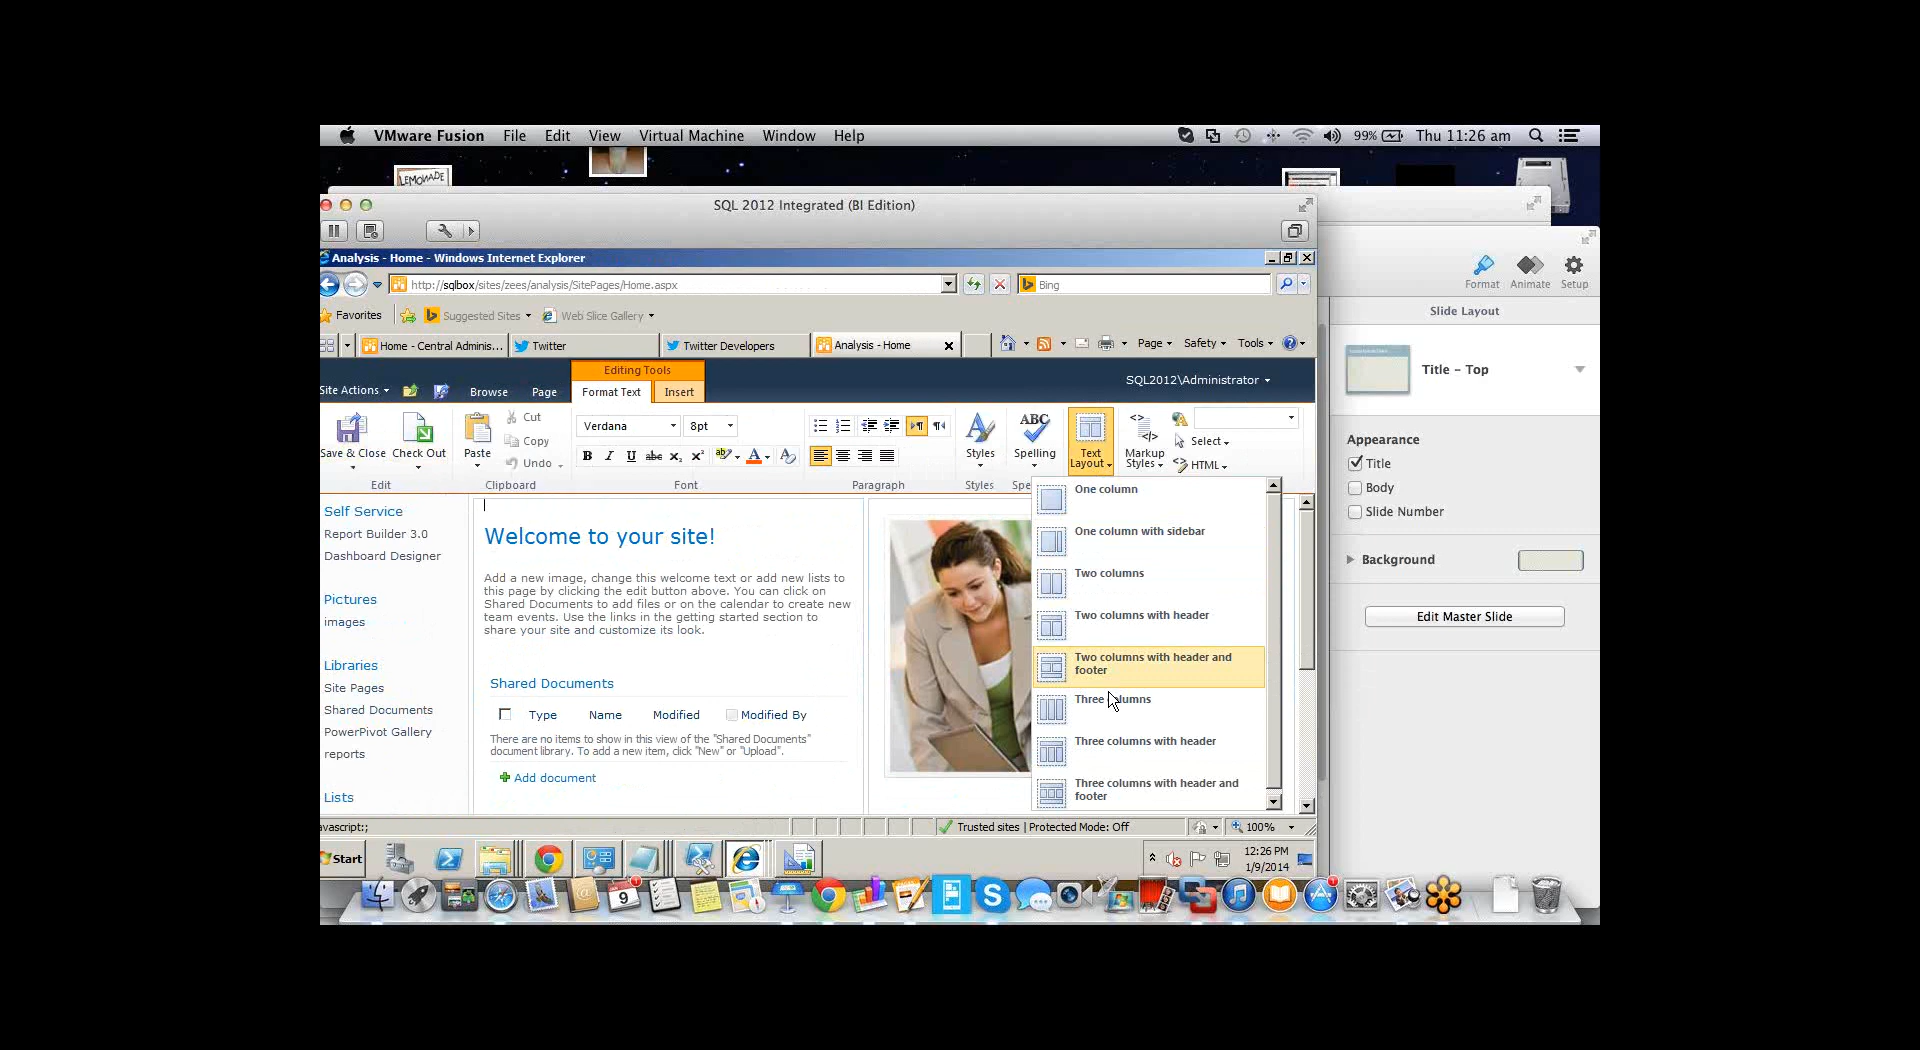 VMware Fusion File Edit View Virtual Machine Window Help
99% Thu 11:26 am
LEMONADE
SQL 2012 Integrated (BI Edition)
Analysis - Home - Windows Internet Explorer
http://sqlbox/sites/zees/analysis/SitePages/Home.aspx
Bing
Favorites Suggested Sites Web Slice Gallery
Home - Central Adminis... Twitter Twitter Developers Analysis - Home
Page Safety Tools
Editing Tools
Site Actions Browse Page Format Text Insert
SQL2012\Administrator
Save & Close Check Out
Edit
Paste Cut
Copy
Undo
Clipboard
Verdana 8pt
B I U abc X₂ X² ab A A
Font
Paragraph
Styles
Styles
ABC
Spelling
Spe
Text
Layout
Markup
Styles
Select
HTML
Self Service
Report Builder 3.0
Dashboard Designer
Pictures
images
Libraries
Site Pages
Shared Documents
PowerPivot Gallery
reports
Lists
Welcome to your site!
Add a new image, change this welcome text or add new lists to
this page by clicking the edit button above. You can click on
Shared Documents to add files or on the calendar to create new
team events. Use the links in the getting started section to
share your site and customize its look.
Shared Documents
Type Name Modified Modified By
There are no items to show in this view of the "Shared Documents"
document library. To add a new item, click "New" or "Upload".
Add document
One column
One column with sidebar
Two columns
Two columns with header
Two columns with header and
footer
Three columns
Three columns with header
Three columns with header and
footer
avascript:;
Trusted sites | Protected Mode: Off
100%
Start
12:26 PM
1/9/2014
Format Animate Setup
Slide Layout
Title - Top
Appearance
Title
Body
Slide Number
Background
Edit Master Slide
9
1
1